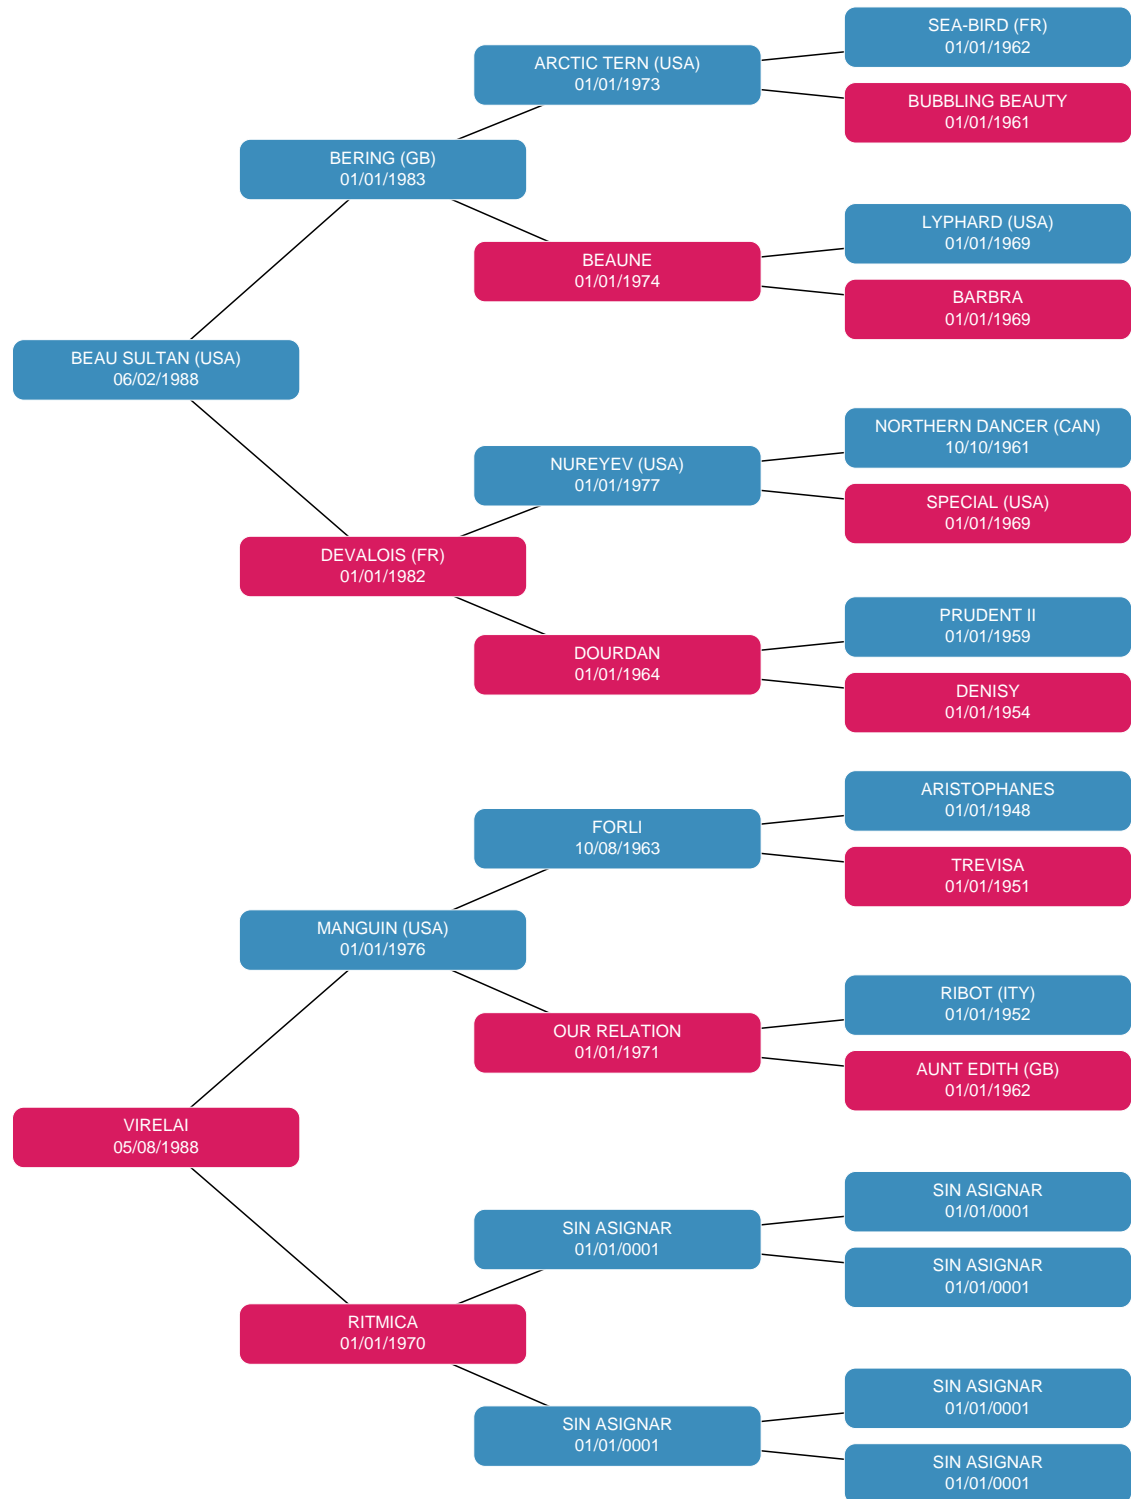 SEA-BIRD (FR)
01/01/1962
ARCTIC TERN (USA)
01/01/1973
BUBBLING BEAUTY
01/01/1961
BERING (GB)
01/01/1983
LYPHARD (USA)
01/01/1969
BEAUNE
01/01/1974
BARBRA
01/01/1969
BEAU SULTAN (USA)
06/02/1988
NORTHERN DANCER (CAN)
10/10/1961
NUREYEV (USA)
01/01/1977
SPECIAL (USA)
01/01/1969
DEVALOIS (FR)
01/01/1982
PRUDENT II
01/01/1959
DOURDAN
01/01/1964
DENISY
01/01/1954
ARISTOPHANES
01/01/1948
FORLI
10/08/1963
TREVISA
01/01/1951
MANGUIN (USA)
01/01/1976
RIBOT (ITY)
01/01/1952
OUR RELATION
01/01/1971
AUNT EDITH (GB)
01/01/1962
VIRELAI
05/08/1988
SIN ASIGNAR
01/01/0001
SIN ASIGNAR
01/01/0001
SIN ASIGNAR
01/01/0001
RITMICA
01/01/1970
SIN ASIGNAR
01/01/0001
SIN ASIGNAR
01/01/0001
SIN ASIGNAR
01/01/0001